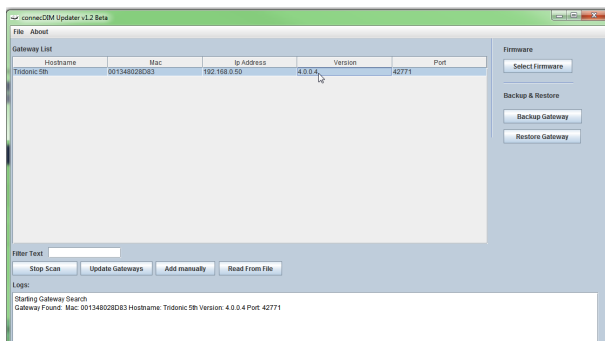 connecDIM Updater v1.2 Beta
File About
Gateway List
Hostname Mac Ip Address Version Port
Tridonic 5th 001348028D83 192.168.0.50 4.0.0.4 42771
Firmware
Select Firmware
Backup & Restore
Backup Gateway
Restore Gateway
Filter Text
Stop Scan Update Gateways Add manually Read From File
Logs:
Starting Gateway Search
Gateway Found: Mac: 001348028D83 Hostname: Tridonic 5th Version: 4.0.0.4 Port: 42771